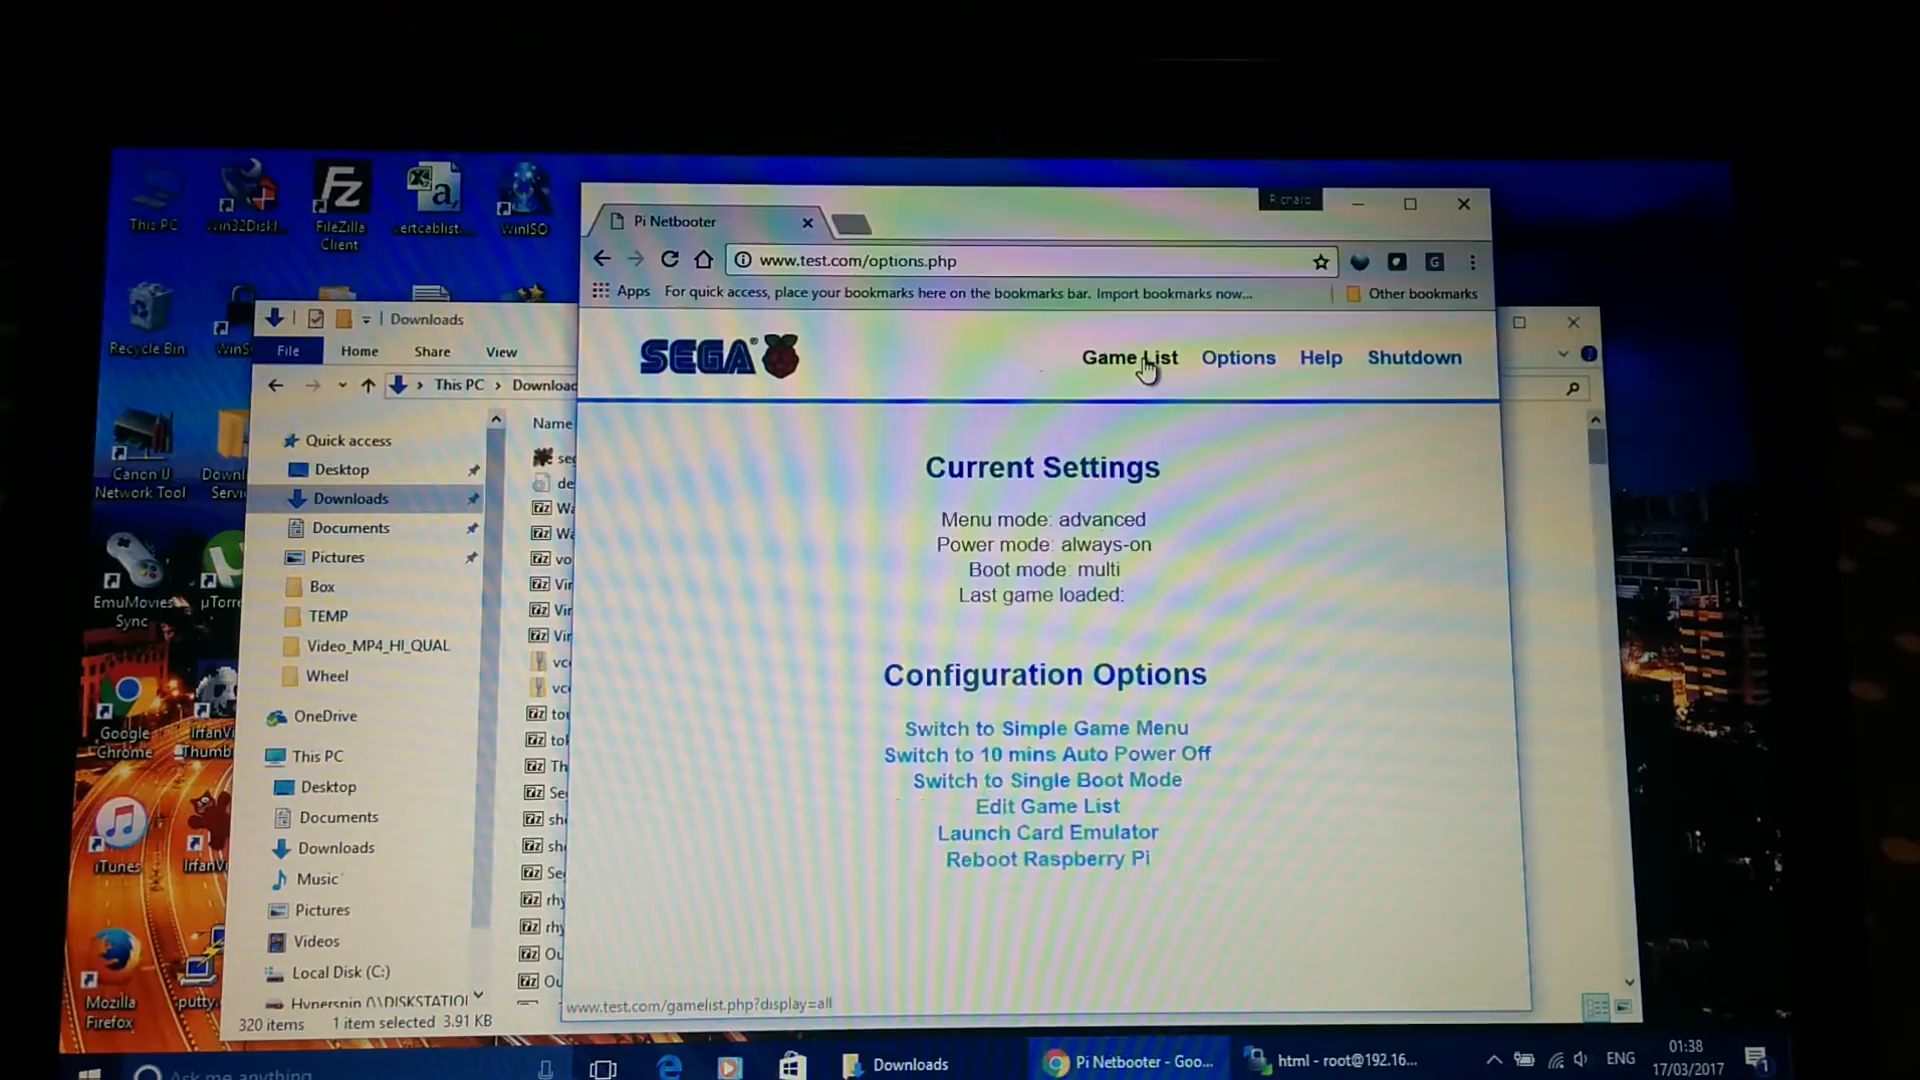 This PC
Win32DiskI...
FileZilla
Client
vertcablist...
WinISO
Recycle Bin
Canon IJ
Network Tool
EmuMovies
Sync
Google
Chrome
iTunes
Mozilla
Firefox
putty.
Downloads
File
Home
Share
View
This PC
Name
Quick access
Desktop
Downloads
Documents
Pictures
Box
TEMP
Video_MP4_HI_QUAL
Wheel
OneDrive
This PC
Desktop
Documents
Downloads
Music
Pictures
Videos
Local Disk (C:)
320 items
1 item selected 3.91 KB
Richard
Pi Netbooter
www.test.com/options.php
Apps
For quick access, place your bookmarks here on the bookmarks bar. Import bookmarks now...
Other bookmarks
SEGA
Game List
Options
Help
Shutdown
Current Settings
Menu mode: advanced
Power mode: always-on
Boot mode: multi
Last game loaded:
Configuration Options
Switch to Simple Game Menu
Switch to 10 mins Auto Power Off
Switch to Single Boot Mode
Edit Game List
Launch Card Emulator
Reboot Raspberry Pi
www.test.com/gamelist.php?display=all
Ask me anything
Downloads
Pi Netbooter - Goo...
html - root@192.16...
ENG
01:38
17/03/2017
1